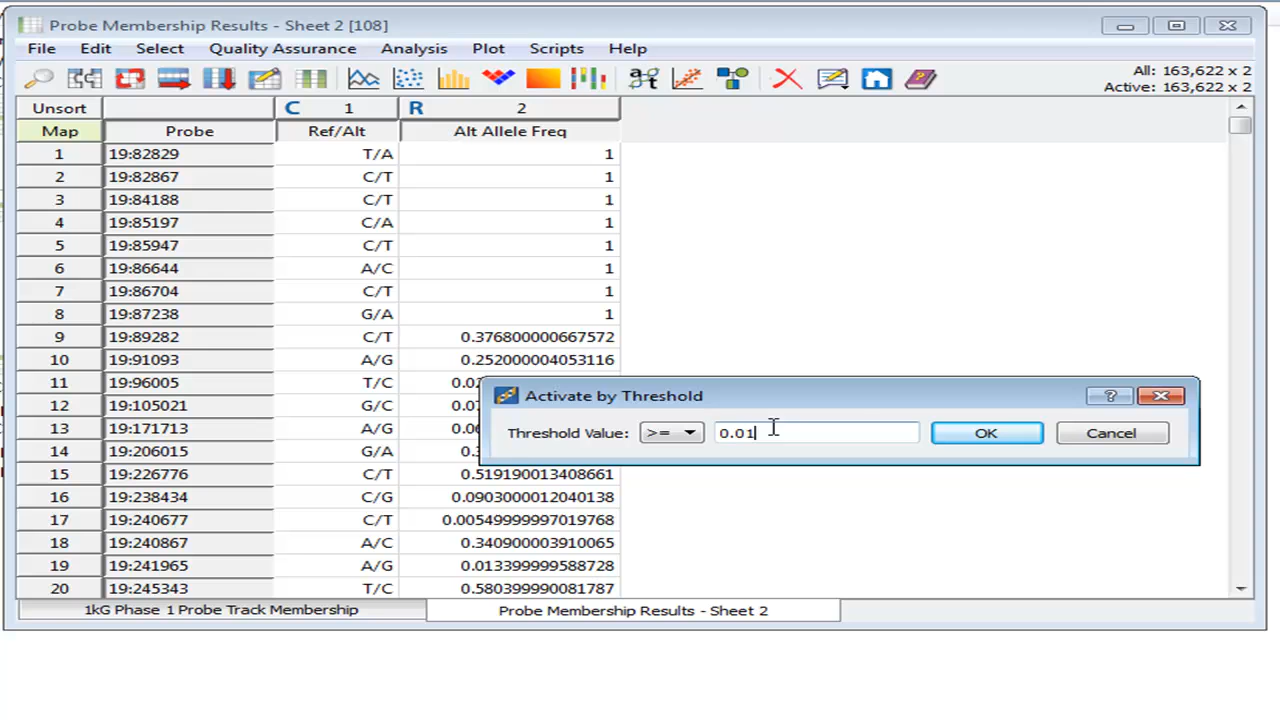 Probe Membership Results - Sheet 2 [108]
File Edit Select Quality Assurance Analysis Plot Scripts Help
All: 163,622 x 2
Active: 163,622 x 2
Unsort C 1 R 2
Map Probe Ref/Alt Alt Allele Freq
1 19:82829 T/A 1
2 19:82867 C/T 1
3 19:84188 C/T 1
4 19:85197 C/A 1
5 19:85947 C/T 1
6 19:86644 A/C 1
7 19:86704 C/T 1
8 19:87238 G/A 1
9 19:89282 C/T 0.376800000667572
10 19:91093 A/G 0.252000004053116
11 19:96005 T/C
Activate by Threshold ?
12 19:105021 G/C
13 19:171713 A/G
Threshold Value: >= 0.01 OK Cancel
14 19:206015 G/A
15 19:226776 C/T 0.519190013408661
16 19:238434 C/G 0.0903000012040138
17 19:240677 C/T 0.00549999997019768
18 19:240867 A/C 0.340900003910065
19 19:241965 A/G 0.013399999588728
20 19:245343 T/C 0.580399990081787
1kG Phase 1 Probe Track Membership Probe Membership Results - Sheet 2